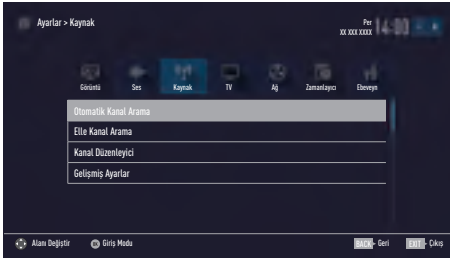 Ayarlar > Kaynak
Per
XX XXX XXXX
14:00
Görüntü Ses Kaynak TV Ağ Zamanlayıcı Ebeveyn
Otomatik Kanal Arama
Elle Kanal Arama
Kanal Düzenleyici
Gelişmiş Ayarlar
Alanı Değiştir OK Giriş Modu BACK - Geri EXIT - Çıkış